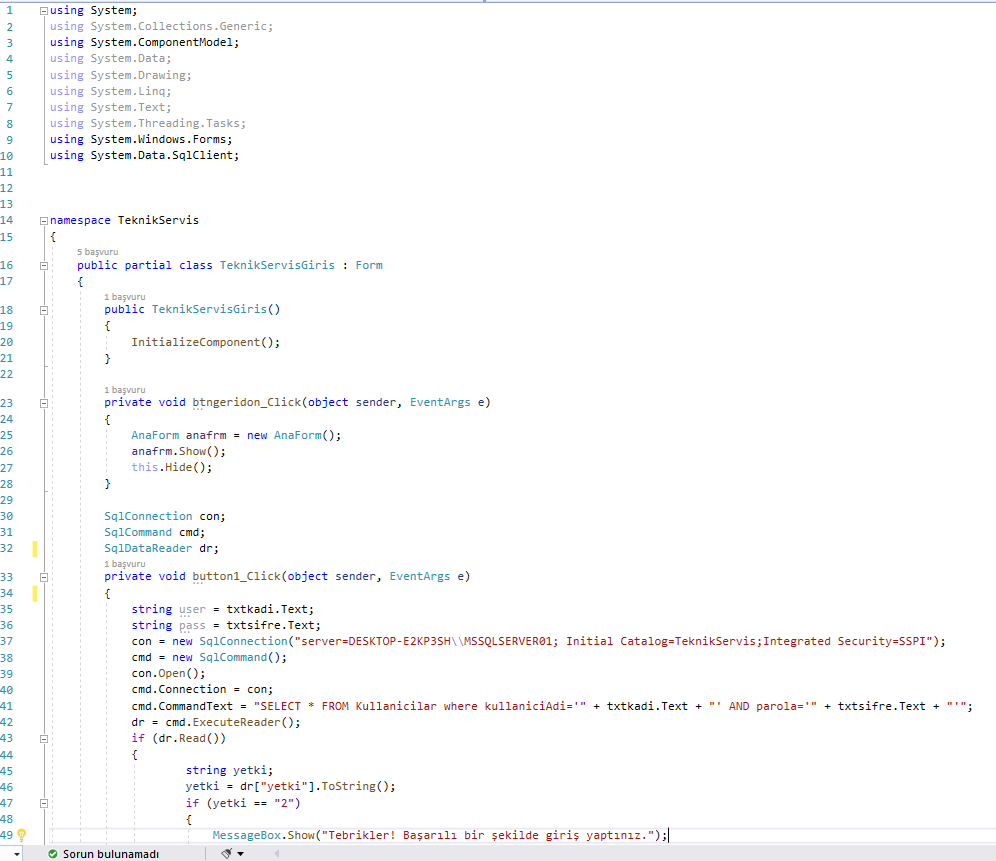 1 using System;
2 using System.Collections.Generic;
3 using System.ComponentModel;
4 using System.Data;
5 using System.Drawing;
6 using System.Linq;
7 using System.Text;
8 using System.Threading.Tasks;
9 using System.Windows.Forms;
10 using System.Data.SqlClient;
11
12
13
14 namespace TeknikServis
15 {
5 başvuru
16 public partial class TeknikServisGiris : Form
17 {
1 başvuru
18 public TeknikServisGiris()
19 {
20 InitializeComponent();
21 }
22
1 başvuru
23 private void btngeridon_Click(object sender, EventArgs e)
24 {
25 AnaForm anafrm = new AnaForm();
26 anafrm.Show();
27 this.Hide();
28 }
29
30 SqlConnection con;
31 SqlCommand cmd;
32 SqlDataReader dr;
1 başvuru
33 private void button1_Click(object sender, EventArgs e)
34 {
35 string user = txtkadi.Text;
36 string pass = txtsifre.Text;
37 con = new SqlConnection("server=DESKTOP-E2KP3SH\\MSSQLSERVER01; Initial Catalog=TeknikServis;Integrated Security=SSPI");
38 cmd = new SqlCommand();
39 con.Open();
40 cmd.Connection = con;
41 cmd.CommandText = "SELECT * FROM Kullanicilar where kullaniciAdi='" + txtkadi.Text + "' AND parola='" + txtsifre.Text + "'";
42 dr = cmd.ExecuteReader();
43 if (dr.Read())
44 {
45 string yetki;
46 yetki = dr["yetki"].ToString();
47 if (yetki == "2")
48 {
49 MessageBox.Show("Tebrikler! Başarılı bir şekilde giriş yaptınız.");
Sorun bulunamadı